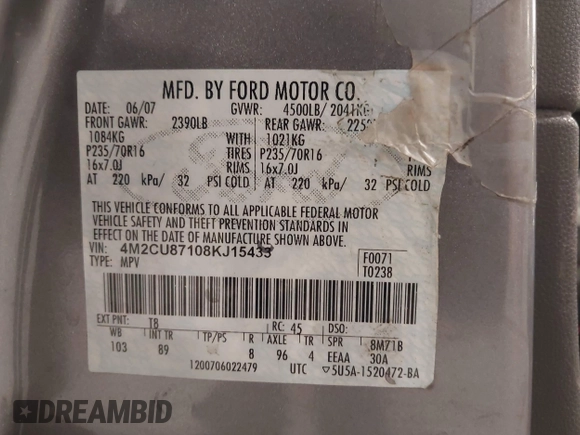 MFD. BY FORD MOTOR CO.
DATE: 06/07 GVWR: 4500LB/ 2041KG
FRONT GAWR: 2390LB REAR GAWR:
1084KG WITH 1021KG
P235/70R16 TIRES P235/70R16
16x7.0J RIMS 16x7.0J RIMS
AT 220 kPa/ 32 PSI COLD AT 220 kPa/ 32 PSI COLD
THIS VEHICLE CONFORMS TO ALL APPLICABLE FEDERAL MOTOR
VEHICLE SAFETY AND THEFT PREVENTION STANDARDS IN
EFFECT ON THE DATE OF MANUFACTURE SHOWN ABOVE.
VIN: 4M2CU87108KJ15433
TYPE: MPV
F0071
T0238
EXT PNT: T8 RC: 45 DSO:
WB INT TR TP/PS R AXLE TR SPR 8M71B
103 89 8 96 4 EEAA 30A
1200706022479 UTC ▽5U5A-1520472-BA
DREAMBID